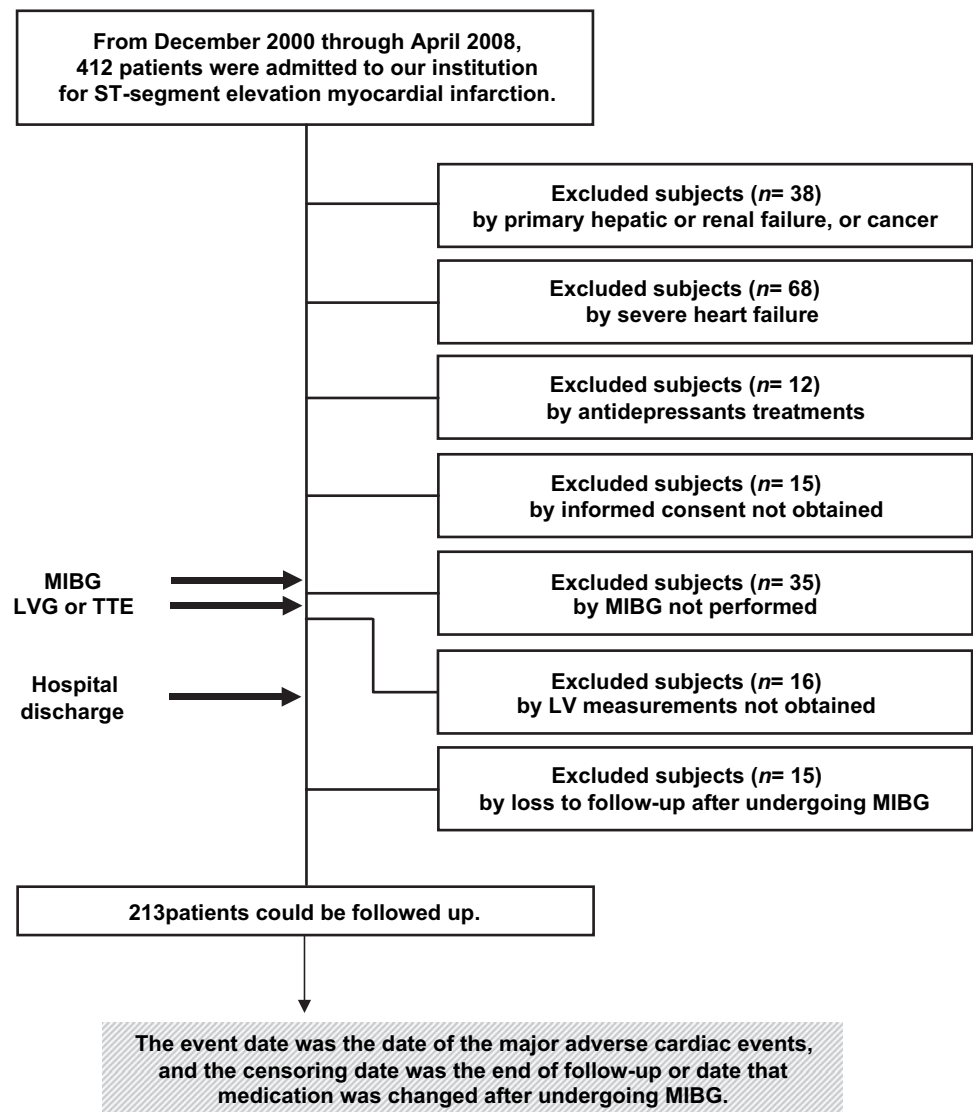 From December 2000 through April 2008,
412 patients were admitted to our institution
for ST-segment elevation myocardial infarction.
Excluded subjects (n= 38)
by primary hepatic or renal failure, or cancer
Excluded subjects (n= 68)
by severe heart failure
Excluded subjects (n= 12)
by antidepressants treatments
Excluded subjects (n= 15)
by informed consent not obtained
MIBG
LVG or TTE
Excluded subjects (n= 35)
by MIBG not performed
Hospital
discharge
Excluded subjects (n= 16)
by LV measurements not obtained
Excluded subjects (n= 15)
by loss to follow-up after undergoing MIBG
213patients could be followed up.
The event date was the date of the major adverse cardiac events,
and the censoring date was the end of follow-up or date that
medication was changed after undergoing MIBG.